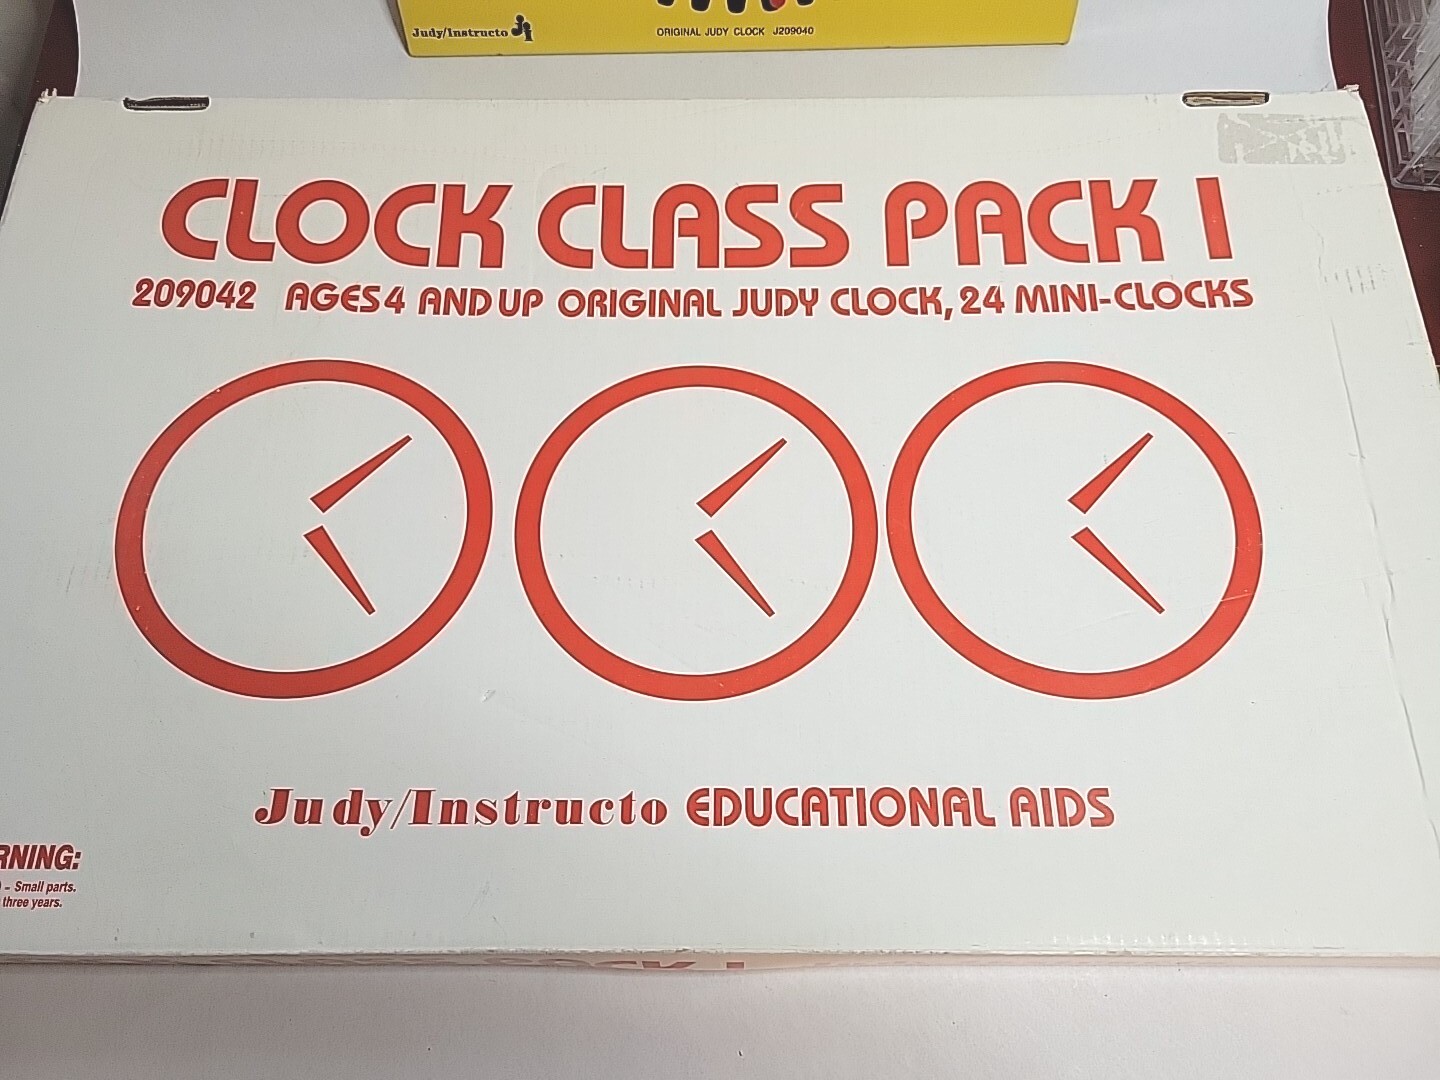 Judy/Instructo
ORIGINAL JUDY CLOCK J209040
CLOCK CLASS PACK I
209042 AGES 4 AND UP ORIGINAL JUDY CLOCK, 24 MINI-CLOCKS
Judy/Instructo EDUCATIONAL AIDS
RNING:
– Small parts.
three years.